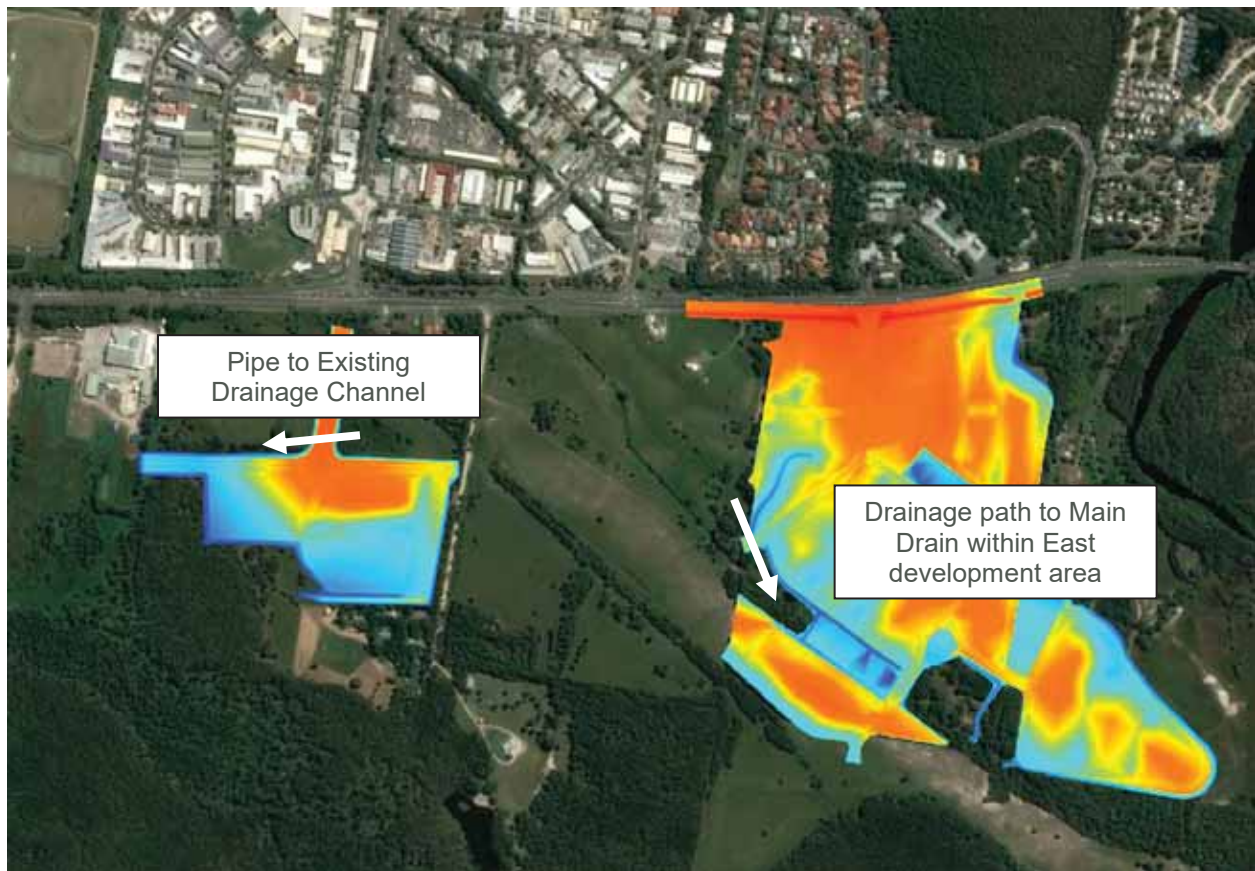 Pipe to Existing
Drainage Channel
Drainage path to Main
Drain within East
development area